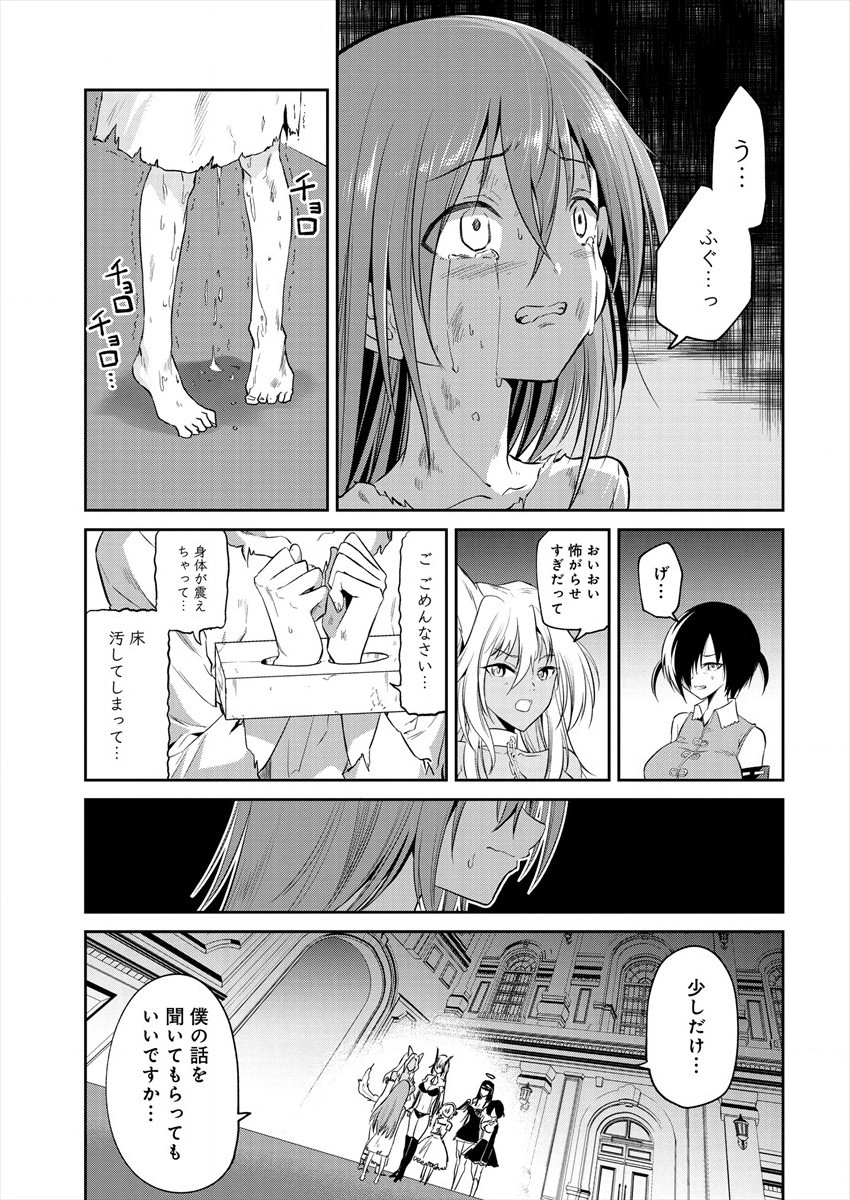 う…
ふぐ…っ
チョロ
チョロ
チョロ…
げ…
おいおい
怖がらせ
すぎだって
ご ごめんなさい…
身体が震え
ちゃって…
床
汚してしまって…
少しだけ…
僕の話を
聞いてもらっても
いいですか…